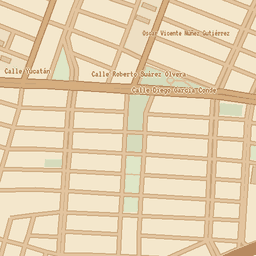 Oscar Vicente Núñez Gutiérrez
Calle Yucatán
Calle Roberto Suárez Olvera
Calle Diego García Conde